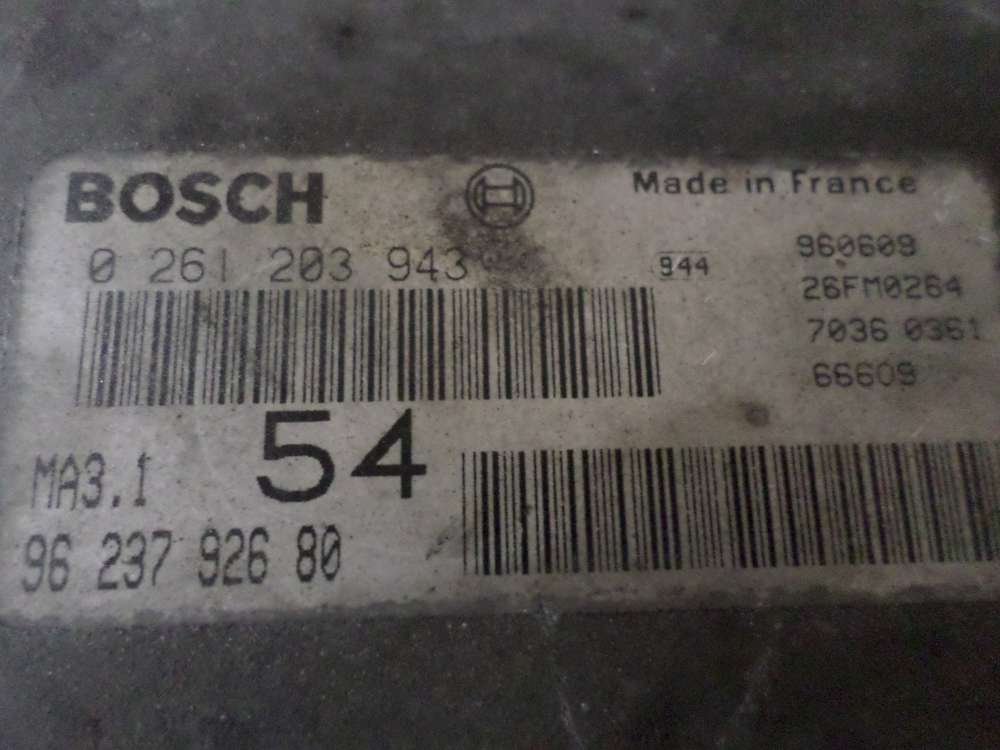 BOSCH
Made in France
0 261 203 943
944
960609
26FM0264
7036 0361
66609
54
MA3.1
96 237 926 80